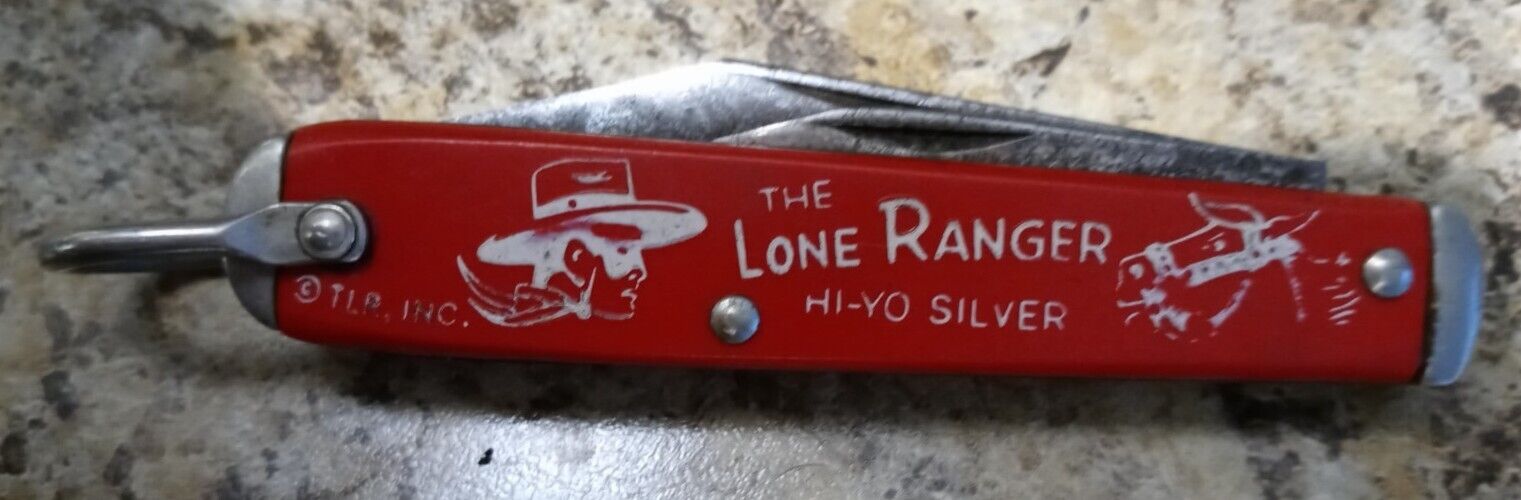 THE
LONE RANGER
HI-YO SILVER
© TLR, INC.